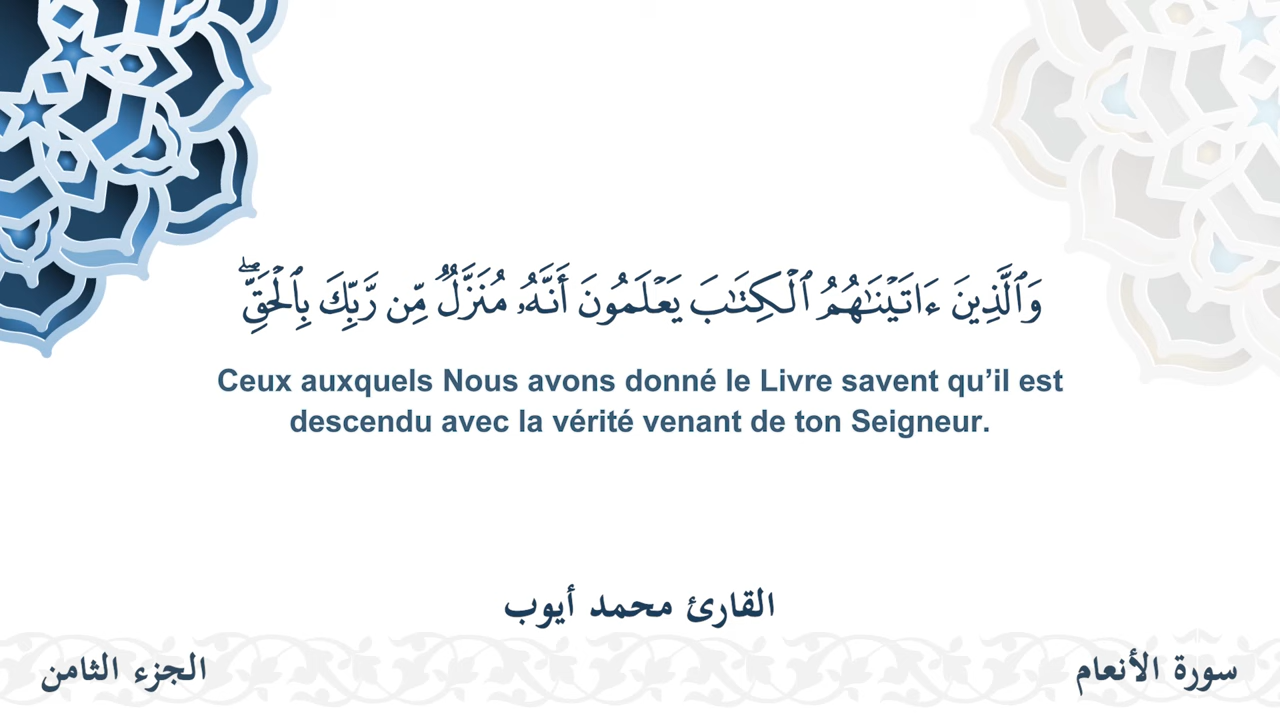 وَٱلَّذِينَ ءَاتَيْنَـٰهُمُ ٱلْكِتَـٰبَ يَعْلَمُونَ أَنَّهُۥ مُنَزَّلٌ مِّن رَّبِّكَ بِٱلْحَقِّ ۖ
Ceux auxquels Nous avons donné le Livre savent qu’il est
descendu avec la vérité venant de ton Seigneur.
القارئ محمد أيوب
سورة الأنعام
الجزء الثامن